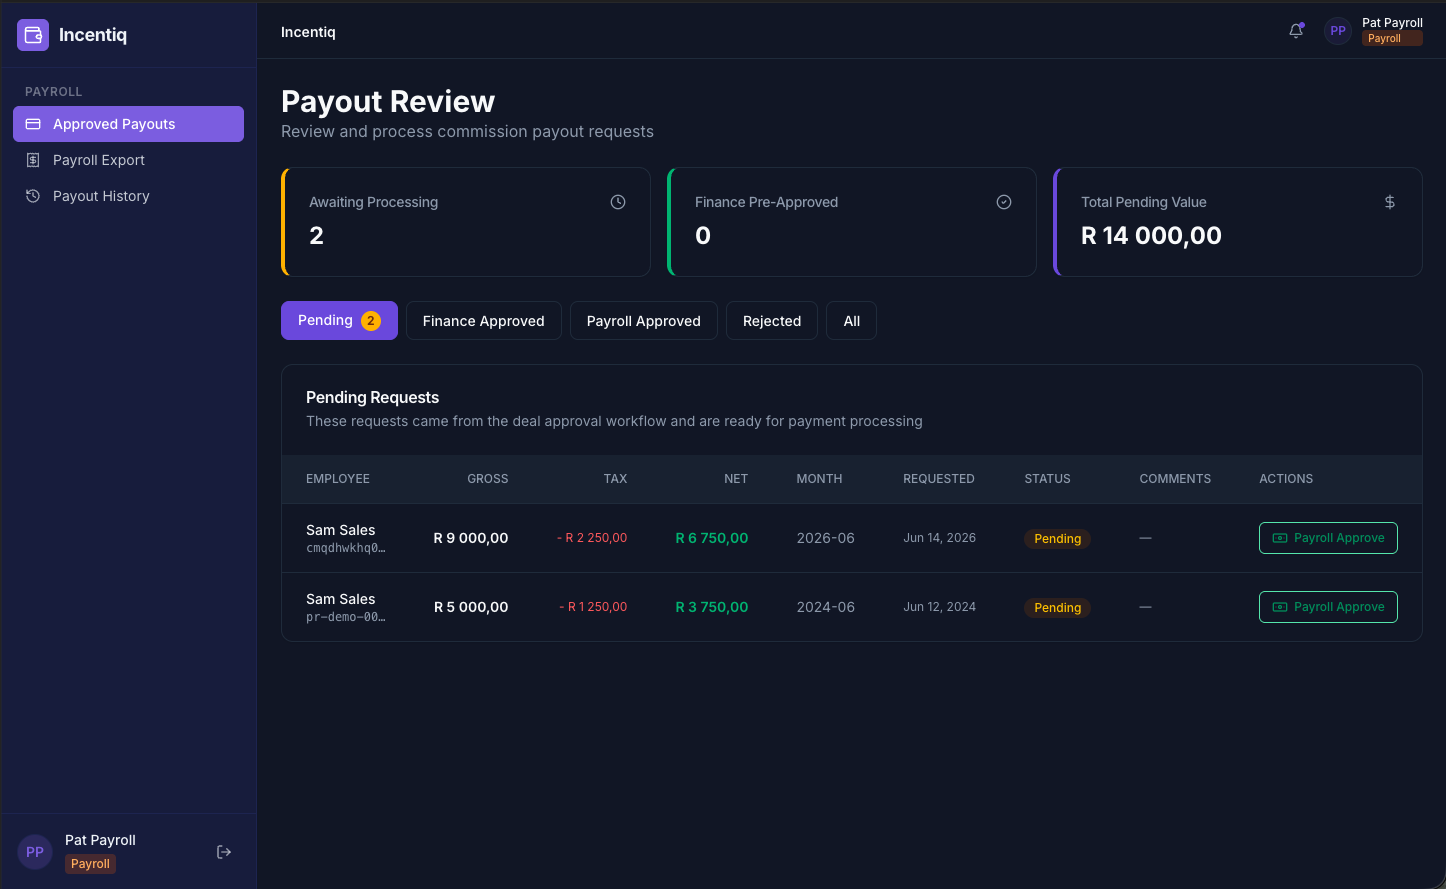 Incentiq
PAYROLL
Approved Payouts
Payroll Export
Payout History
PP
Pat Payroll
Payroll
Incentiq
PP
Pat Payroll
Payroll
Payout Review
Review and process commission payout requests
Awaiting Processing
2
Finance Pre-Approved
0
Total Pending Value
$
R 14 000,00
Pending 2
Finance Approved
Payroll Approved
Rejected
All
Pending Requests
These requests came from the deal approval workflow and are ready for payment processing
EMPLOYEE GROSS TAX NET MONTH REQUESTED STATUS COMMENTS ACTIONS
Sam Sales
cmqdhwkhq0… R 9 000,00 - R 2 250,00 R 6 750,00 2026-06 Jun 14, 2026 Pending — Payroll Approve
Sam Sales
pr-demo-00… R 5 000,00 - R 1 250,00 R 3 750,00 2024-06 Jun 12, 2024 Pending — Payroll Approve